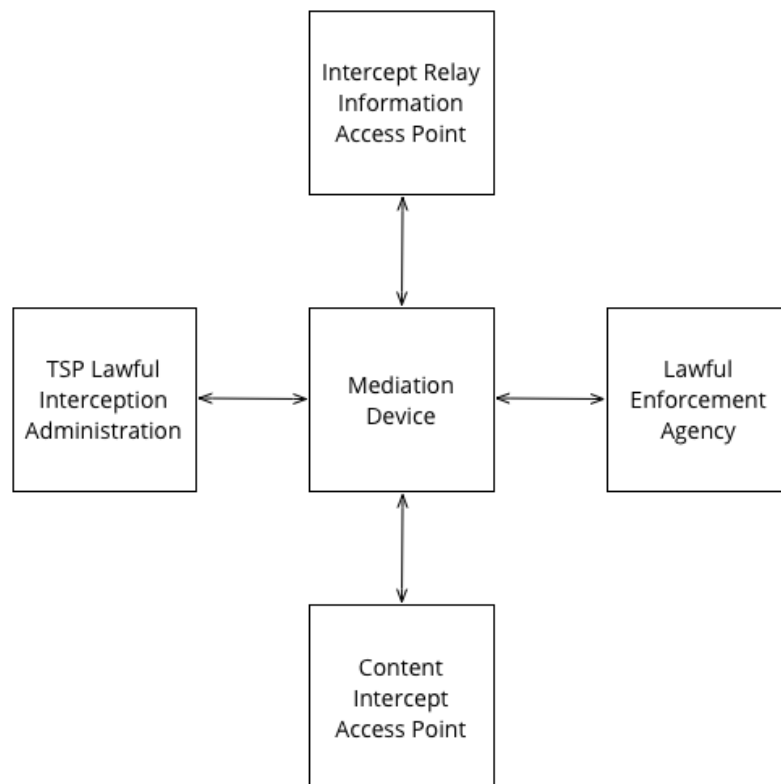 Intercept Relay
Information
Access Point
TSP Lawful
Interception
Administration
Mediation
Device
Lawful
Enforcement
Agency
Content
Intercept
Access Point